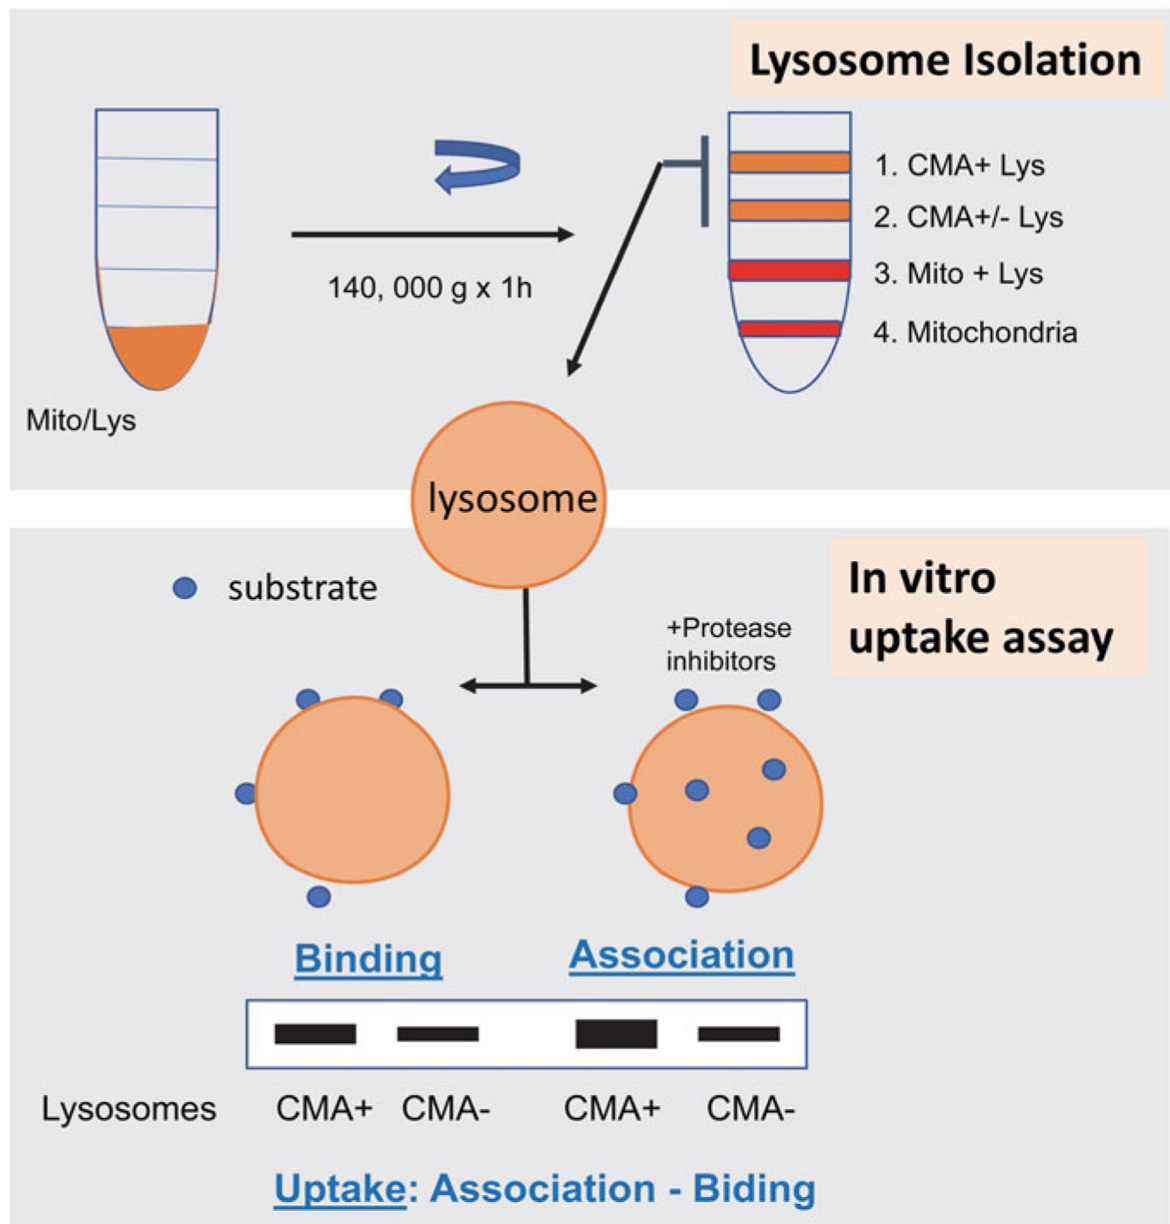 Lysosome Isolation
1. CMA+ Lys
2. CMA+/- Lys
3. Mito + Lys
4. Mitochondria
140, 000 g x 1h
Mito/Lys
lysosome
substrate
In vitro
uptake assay
+Protease
inhibitors
Binding
Association
Lysosomes CMA+ CMA- CMA+ CMA-
Uptake: Association - Biding